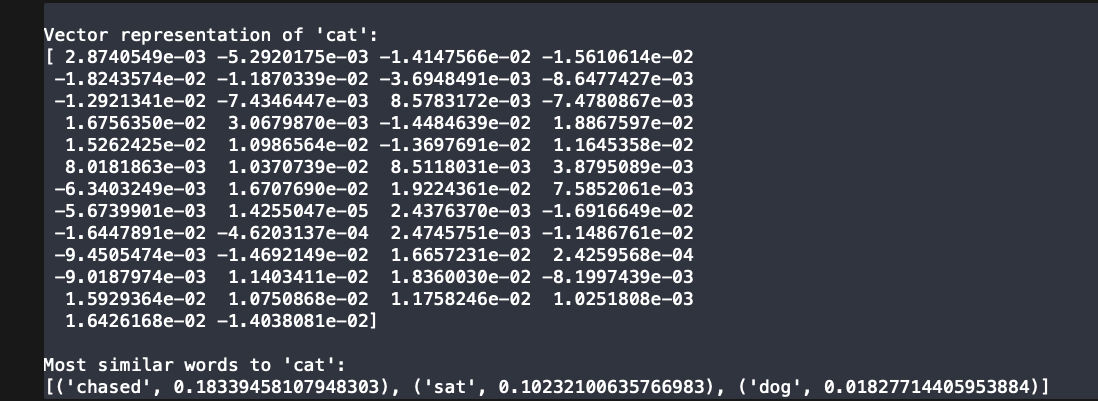 Vector representation of 'cat':
[ 2.8740549e-03 -5.2920175e-03 -1.4147566e-02 -1.5610614e-02
 -1.8243574e-02 -1.1870339e-02 -3.6948491e-03 -8.6477427e-03
 -1.2921341e-02 -7.4346447e-03  8.5783172e-03 -7.4780867e-03
  1.6756350e-02  3.0679870e-03 -1.4484639e-02  1.8867597e-02
  1.5262425e-02  1.0986564e-02 -1.3697691e-02  1.1645358e-02
  8.0181863e-03  1.0370739e-02  8.5118031e-03  3.8795089e-03
 -6.3403249e-03  1.6707690e-02  1.9224361e-02  7.5852061e-03
 -5.6739901e-03  1.4255047e-05  2.4376370e-03 -1.6916649e-02
 -1.6447891e-02 -4.6203137e-04  2.4745751e-03 -1.1486761e-02
 -9.4505474e-03 -1.4692149e-02  1.6657231e-02  2.4259568e-04
 -9.0187974e-03  1.1403411e-02  1.8360030e-02 -8.1997439e-03
  1.5929364e-02  1.0750868e-02  1.1758246e-02  1.0251808e-03
  1.6426168e-02 -1.4038081e-02]
Most similar words to 'cat':
[('chased', 0.18339458107948303), ('sat', 0.10232100635766983), ('dog', 0.01827714405953884)]